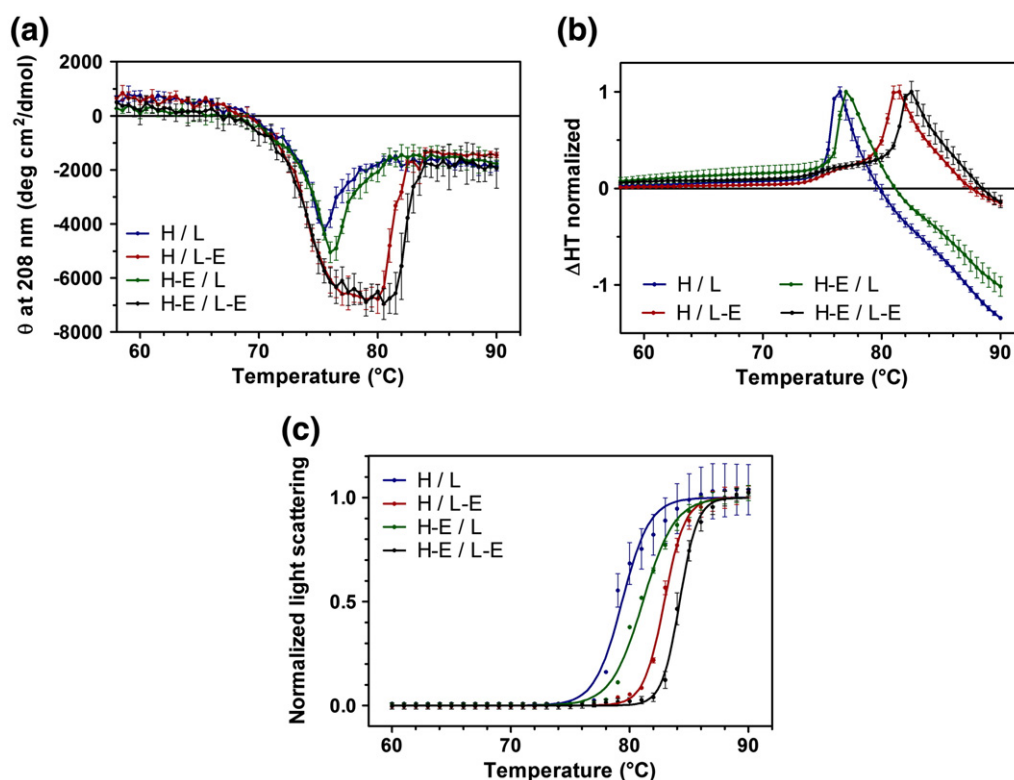 (a)
θ at 208 nm (deg cm²/dmol)
2000
0
-2000
-4000
-6000
-8000
H / L
H / L-E
H-E / L
H-E / L-E
60 70 80 90
Temperature (°C)
(b)
ΔHT normalized
1
0
-1
H / L H-E / L
H / L-E H-E / L-E
60 70 80 90
Temperature (°C)
(c)
Normalized light scattering
1.0
0.5
0.0
H / L
H / L-E
H-E / L
H-E / L-E
60 70 80 90
Temperature (°C)